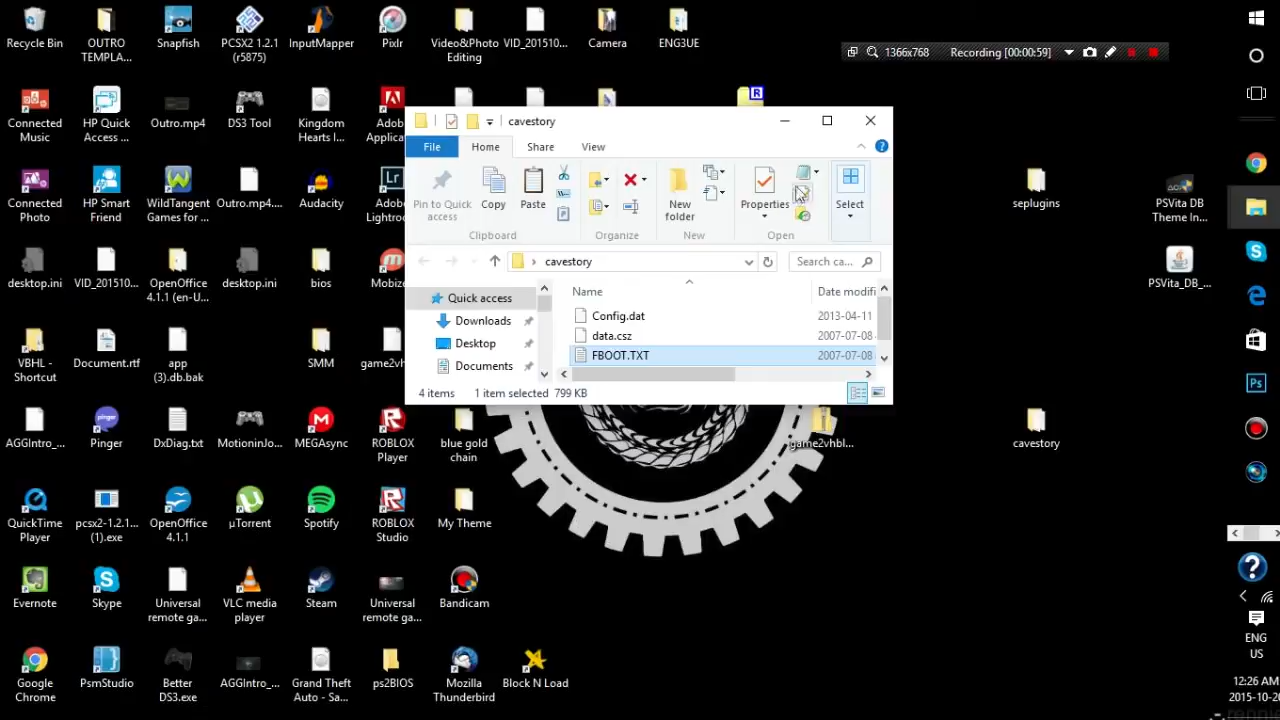 1366x768 Recording [00:00:59]
Recycle Bin
OUTRO
TEMPLA...
Snapfish
PCSX2 1.2.1
(r5875)
InputMapper
Pixlr
Video&Photo
Editing
VID_201510...
Camera
ENG3UE
Connected
Music
HP Quick
Access ...
Outro.mp4
DS3 Tool
Kingdom
Hearts I...
Adob
Applicati
R
Connected
Photo
HP Smart
Friend
WildTangent
Games for ...
Outro.mp4....
Audacity
Lr
Adob
Lightroo
seplugins
PSVita DB
Theme In...
desktop.ini
VID_201510...
OpenOffice
4.1.1 (en-U...
desktop.ini
bios
Mobize
PSVita_DB_...
VBHL -
Shortcut
Document.rtf
app
(3).db.bak
SMM
game2vh
AGGIntro_...
Pinger
DxDiag.txt
MotioninJo...
MEGAsync
ROBLOX
Player
blue gold
chain
game2vhbl...
cavestory
QuickTime
Player
pcsx2-1.2.1...
(1).exe
OpenOffice
4.1.1
µTorrent
Spotify
ROBLOX
Studio
My Theme
Evernote
Skype
Universal
remote ga...
VLC media
player
Steam
Universal
remote ga...
Bandicam
Google
Chrome
PsmStudio
Better
DS3.exe
AGGIntro_...
Grand Theft
Auto - Sa...
ps2BIOS
Mozilla
Thunderbird
Block N Load
cavestory
File Home Share View
Pin to Quick
access
Copy
Paste
New
folder
Properties
Select
Clipboard Organize New Open
cavestory
Search ca...
Quick access
Downloads
Desktop
Documents
Name Date modifi
Config.dat 2013-04-11
data.csz 2007-07-08
FBOOT.TXT 2007-07-08
4 items 1 item selected 799 KB
Ps
ENG
US
12:26 AM